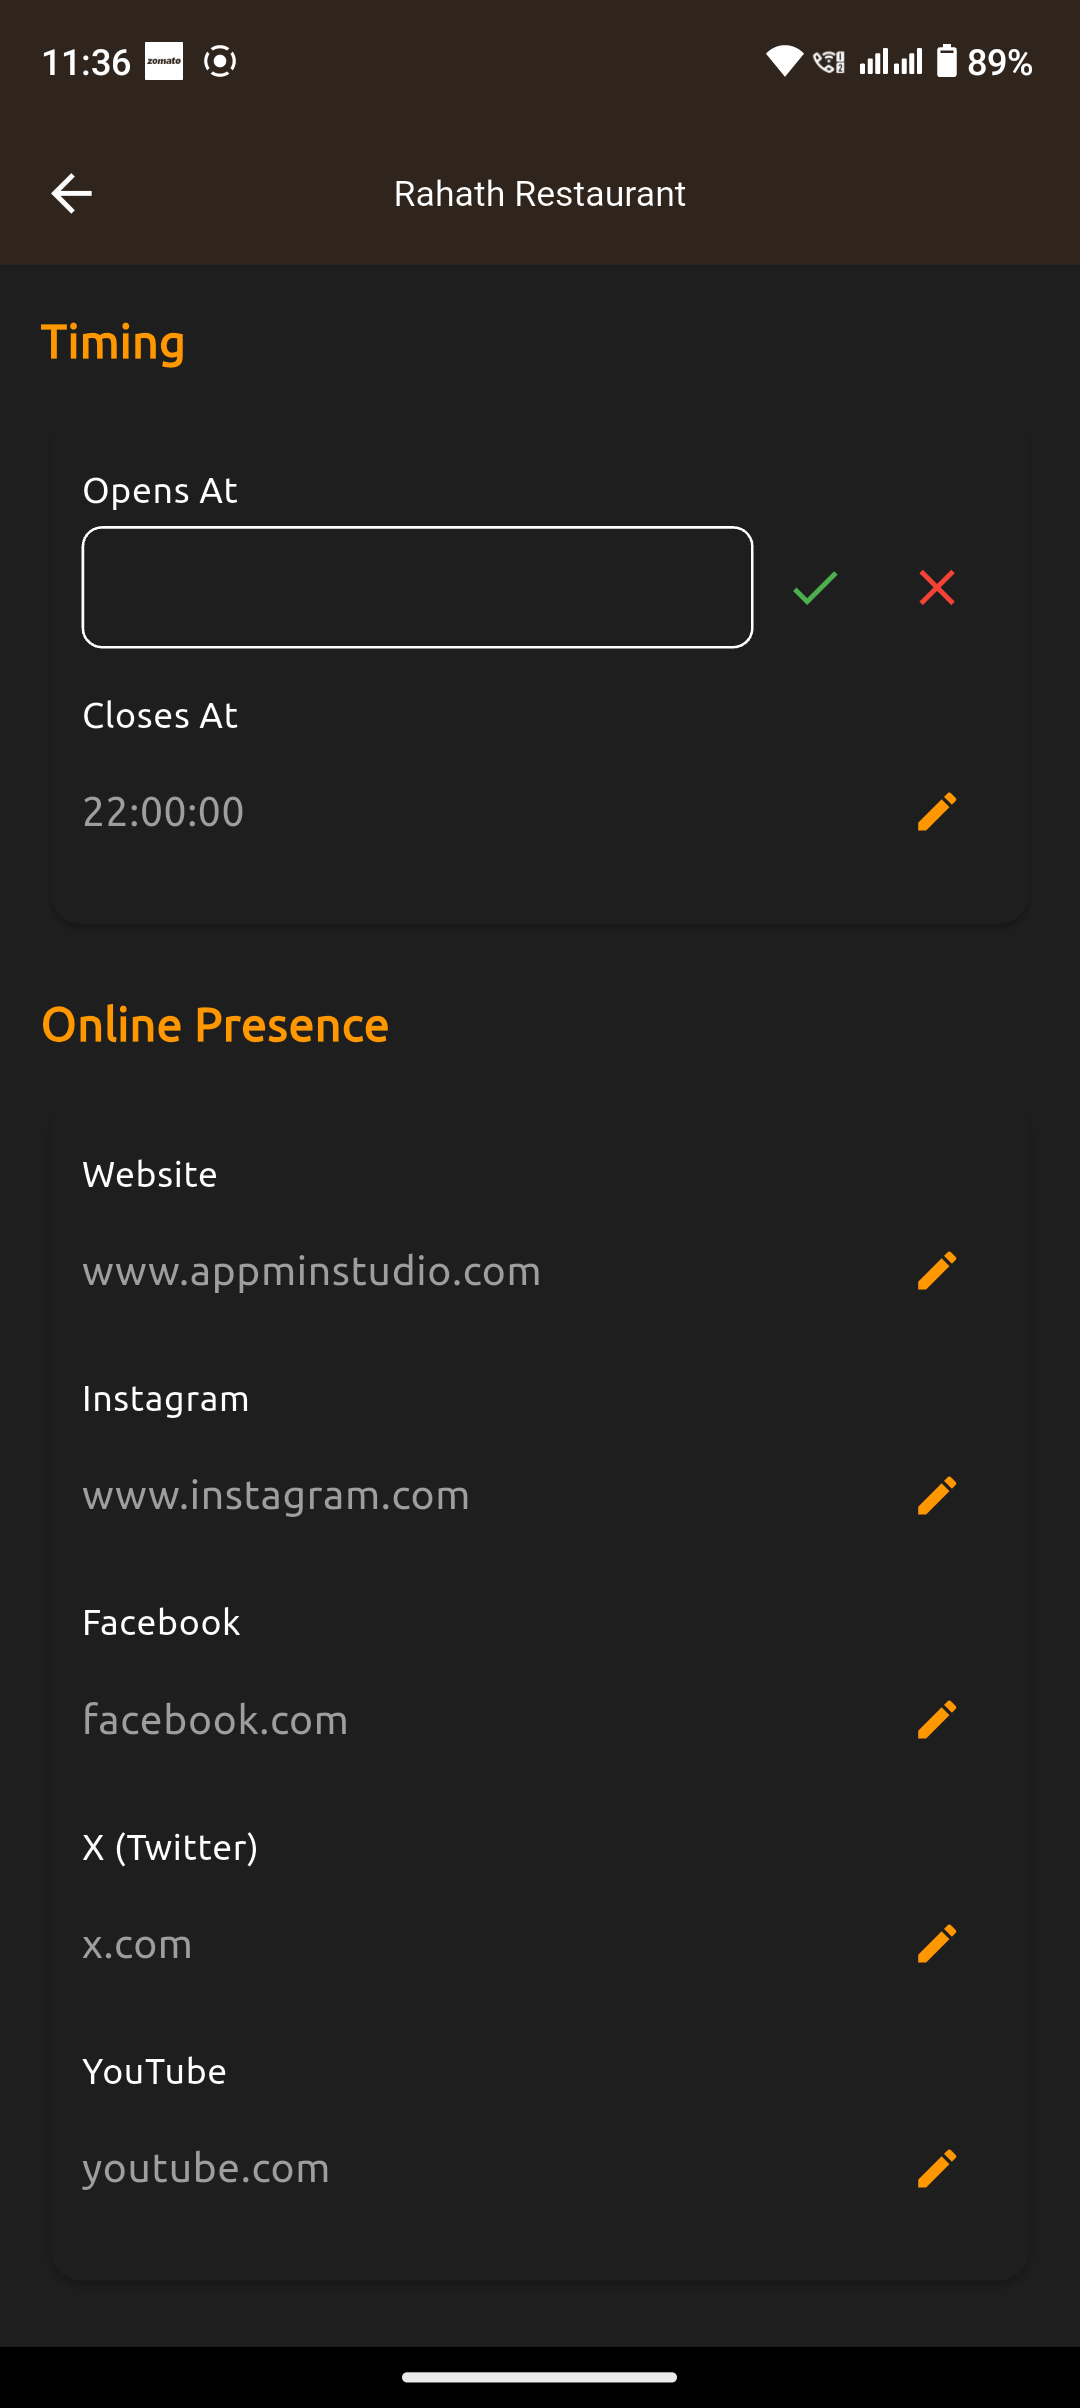 11:36 zomato 89%
Rahath Restaurant
Timing
Opens At
Closes At
22:00:00
Online Presence
Website
www.appminstudio.com
Instagram
www.instagram.com
Facebook
facebook.com
X (Twitter)
x.com
YouTube
youtube.com